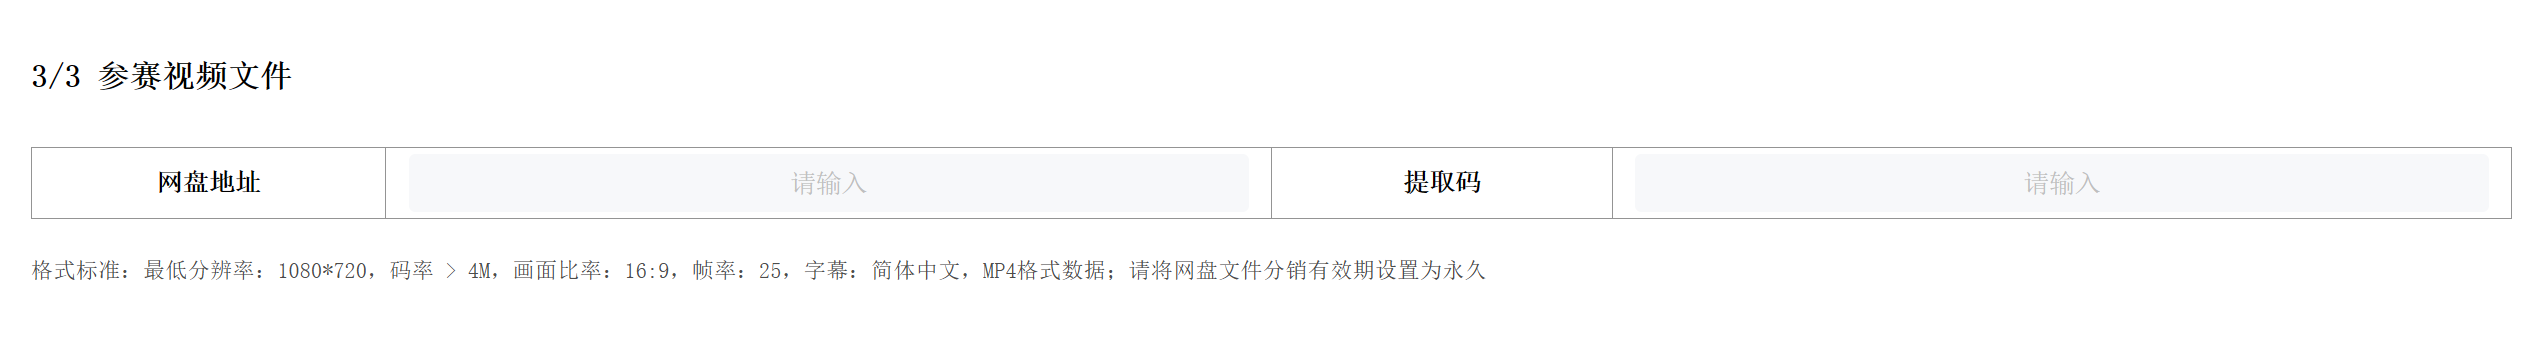 3/3 参赛视频文件
网盘地址 请输入 提取码 请输入
格式标准：最低分辨率：1080*720，码率 > 4M，画面比率：16:9，帧率：25，字幕：简体中文，MP4格式数据；请将网盘文件分销有效期设置为永久